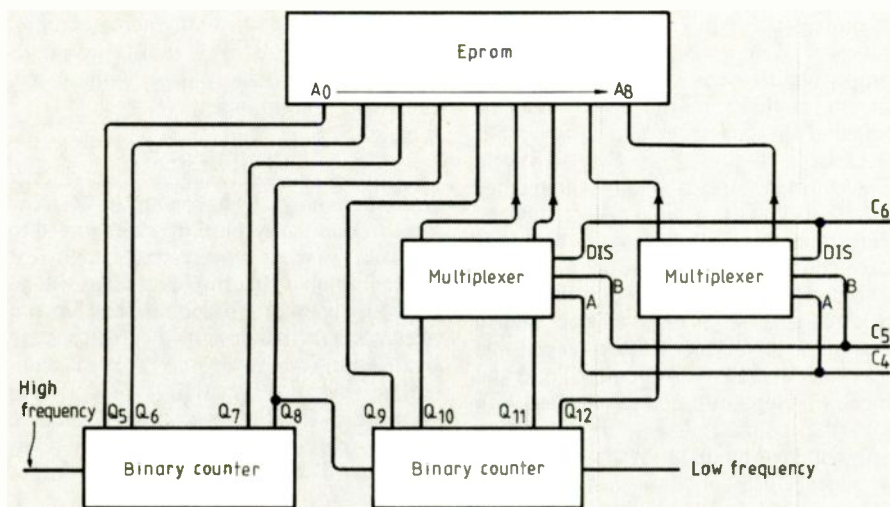 Eprom
A0 A8
C6
DIS DIS
Multiplexer Multiplexer
B B
A A
C5
C4
High
frequency
Q5 Q6 Q7 Q8 Q9 Q10 Q11 Q12
Binary counter Binary counter Low frequency